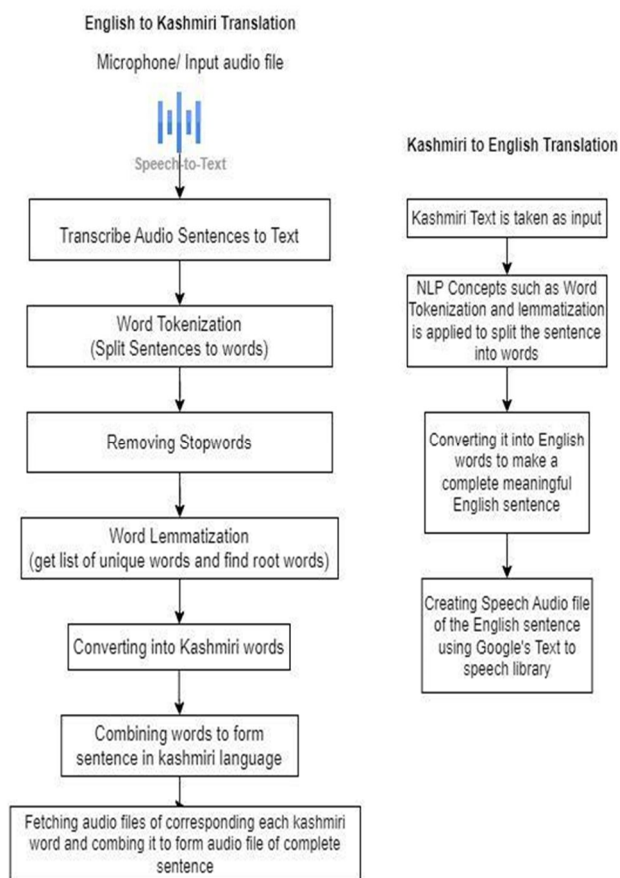 English to Kashmiri Translation
Microphone/ Input audio file
Speech-to-Text
Transcribe Audio Sentences to Text
Word Tokenization
(Split Sentences to words)
Removing Stopwords
Word Lemmatization
(get list of unique words and find root words)
Converting into Kashmiri words
Combining words to form
sentence in kashmiri language
Fetching audio files of corresponding each kashmiri
word and combing it to form audio file of complete
sentence
Kashmiri to English Translation
Kashmiri Text is taken as input
NLP Concepts such as Word
Tokenization and lemmatization
is applied to split the sentence
into words
Converting it into English
words to make a
complete meaningful
English sentence
Creating Speech Audio file
of the English sentence
using Google's Text to
speech library